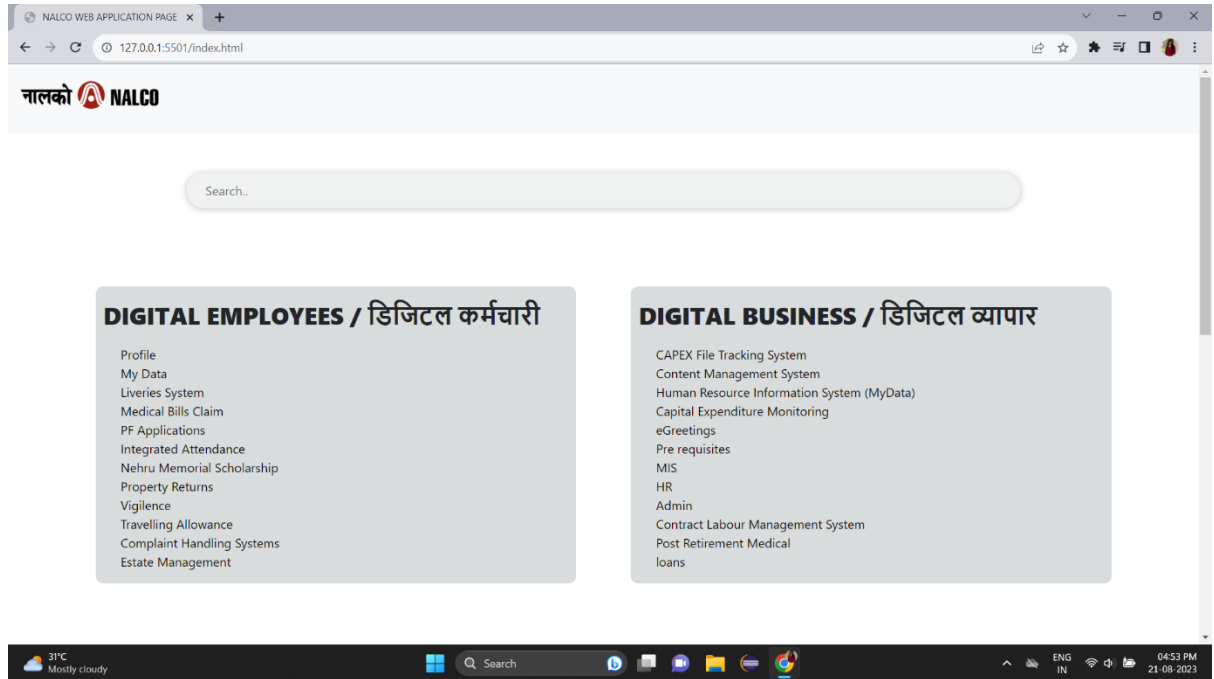 NALCO WEB APPLICATION PAGE
127.0.0.1:5501/index.html
नालको NALCO
Search..
DIGITAL EMPLOYEES / डिजिटल कर्मचारी
Profile
My Data
Liveries System
Medical Bills Claim
PF Applications
Integrated Attendance
Nehru Memorial Scholarship
Property Returns
Vigilence
Travelling Allowance
Complaint Handling Systems
Estate Management
DIGITAL BUSINESS / डिजिटल व्यापार
CAPEX File Tracking System
Content Management System
Human Resource Information System (MyData)
Capital Expenditure Monitoring
eGreetings
Pre requisites
MIS
HR
Admin
Contract Labour Management System
Post Retirement Medical
loans
31°C
Mostly cloudy
Search
ENG
IN
04:53 PM
21-08-2023